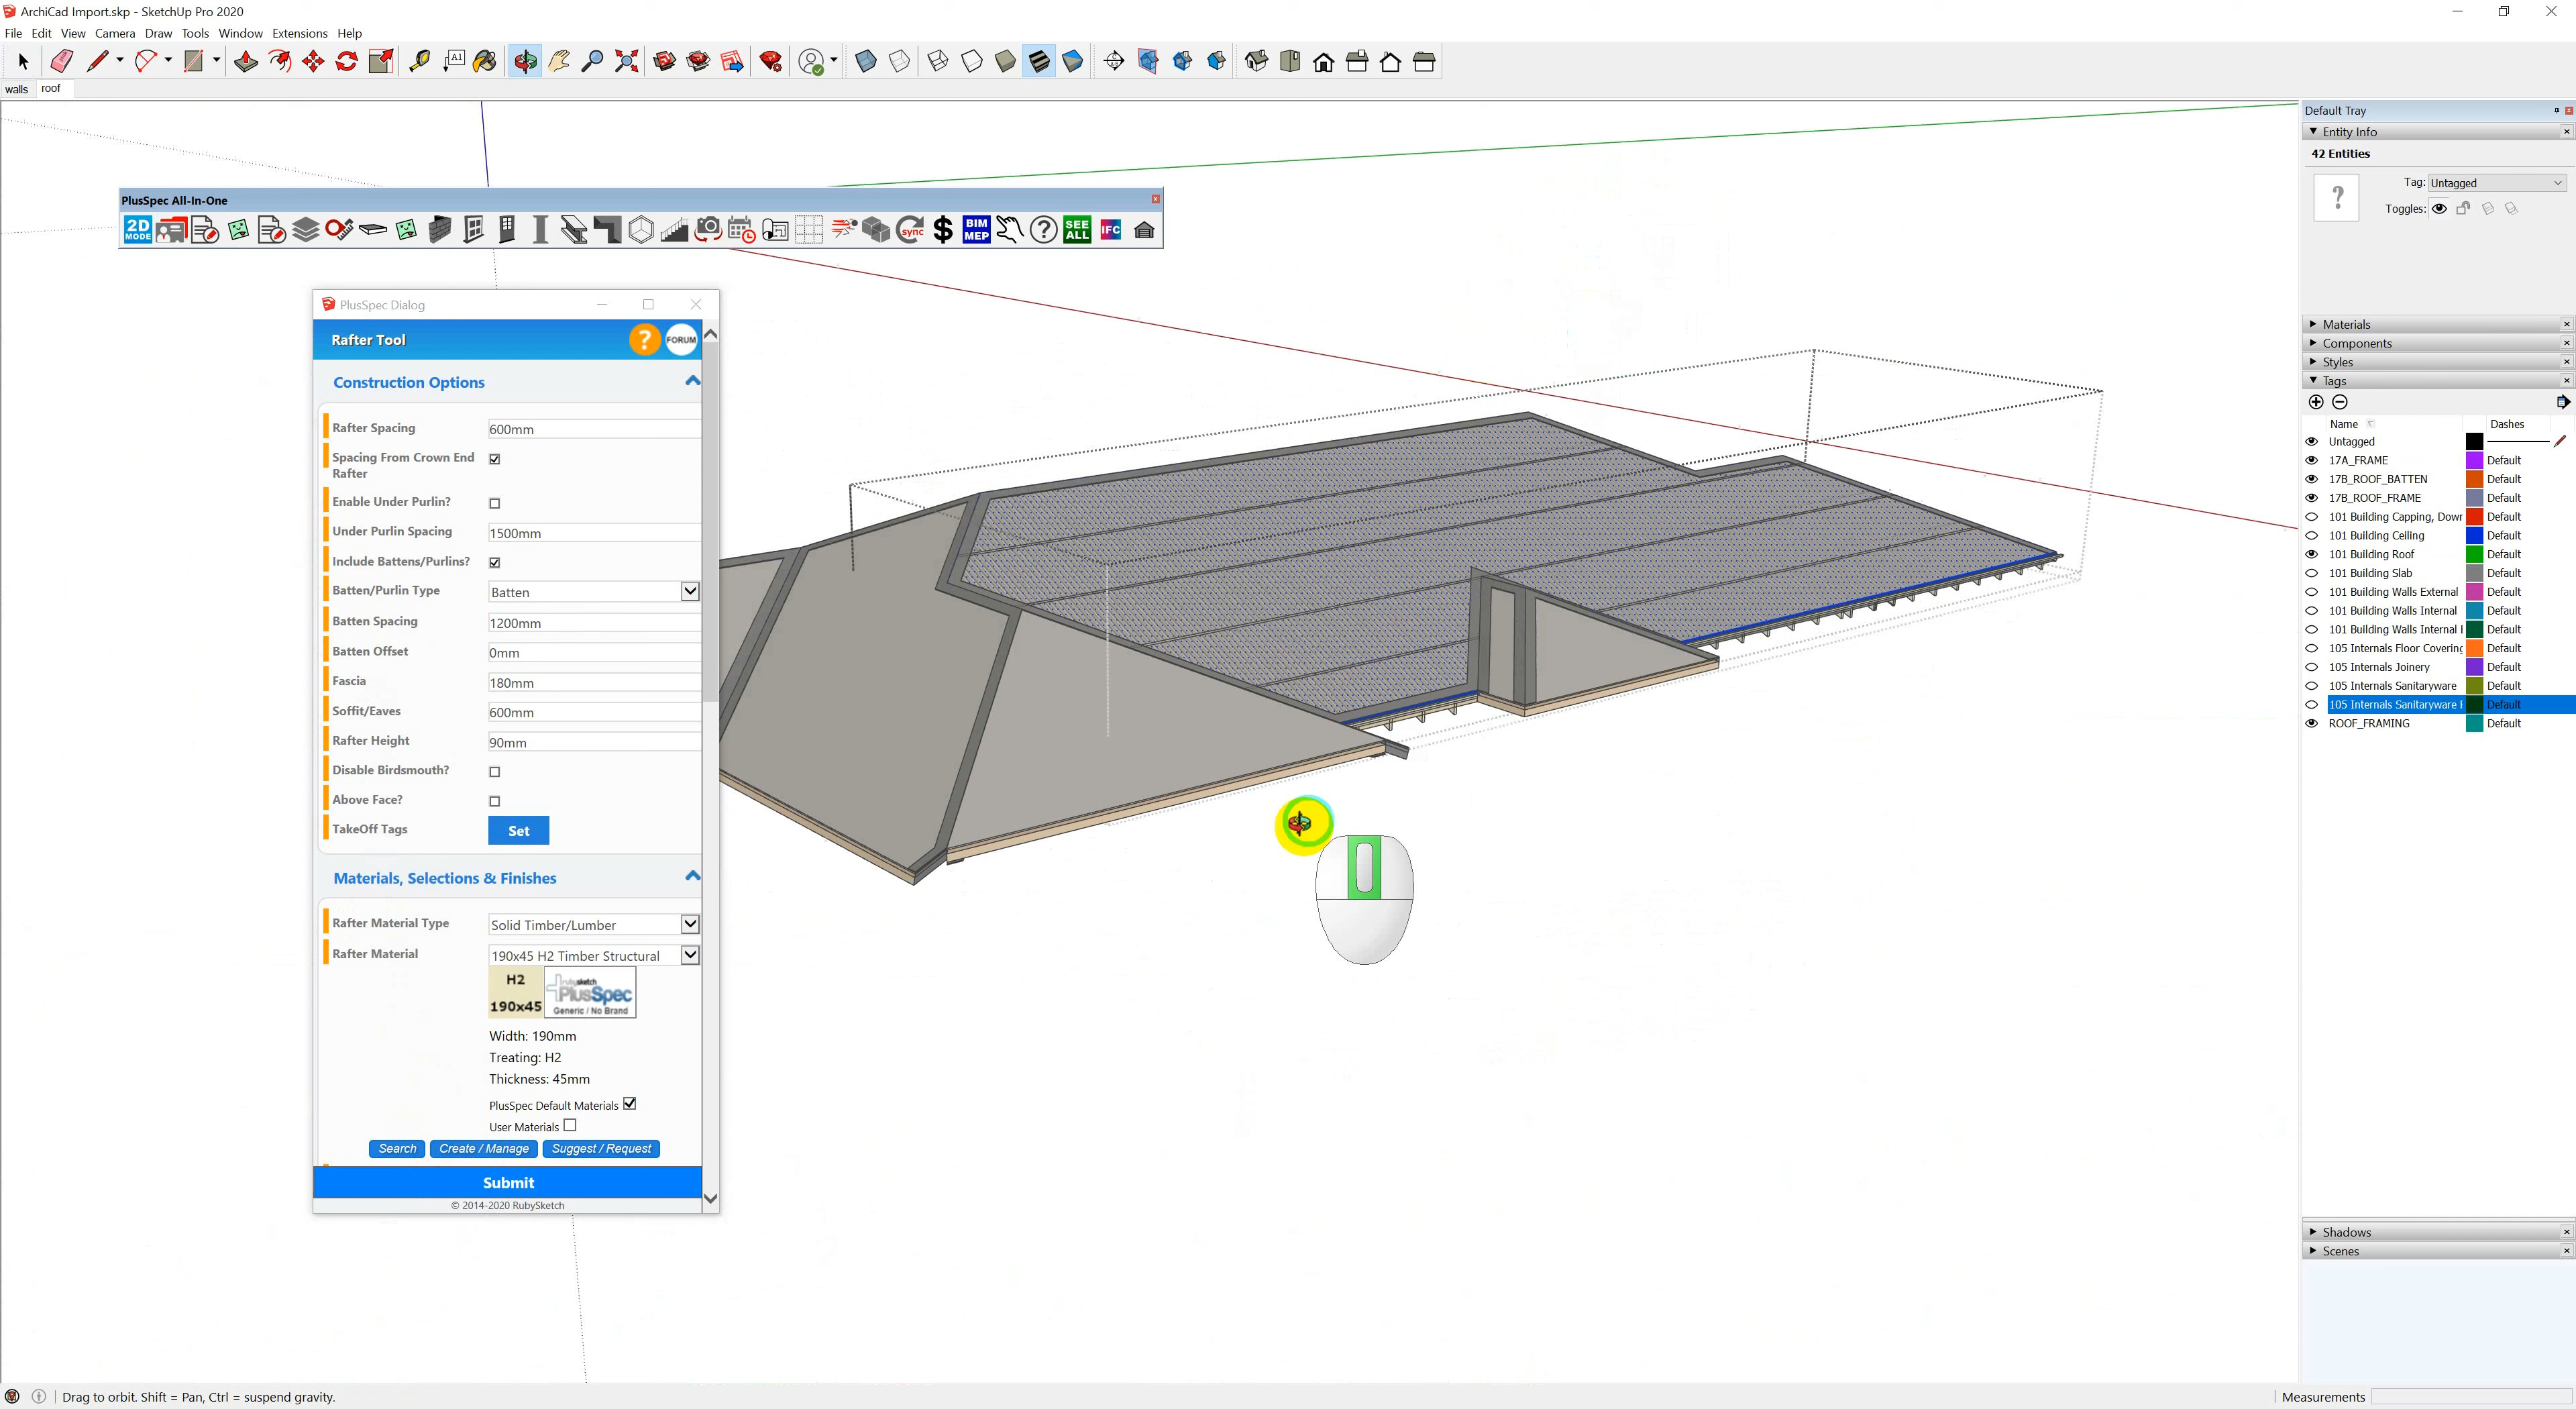 ArchiCad Import.skp - SketchUp Pro 2020
File Edit View Camera Draw Tools Window Extensions Help
A1
walls roof
PlusSpec All-In-One
2D MODE
sync
$
BIM MEP
?
SEE ALL
IFC
PlusSpec Dialog
Rafter Tool ? FORUM
Construction Options
Rafter Spacing 600mm
Spacing From Crown End
Rafter
Enable Under Purlin?
Under Purlin Spacing 1500mm
Include Battens/Purlins?
Batten/Purlin Type Batten
Batten Spacing 1200mm
Batten Offset 0mm
Fascia 180mm
Soffit/Eaves 600mm
Rafter Height 90mm
Disable Birdsmouth?
Above Face?
TakeOff Tags Set
Materials, Selections & Finishes
Rafter Material Type Solid Timber/Lumber
Rafter Material 190x45 H2 Timber Structural
H2
190x45
rubysketch
PlusSpec
Generic / No Brand
Width: 190mm
Treating: H2
Thickness: 45mm
PlusSpec Default Materials
User Materials
Search Create / Manage Suggest / Request
Submit
© 2014-2020 RubySketch
Default Tray
Entity Info
42 Entities
?
Tag: Untagged
Toggles:
Materials
Components
Styles
Tags
Name Dashes
Untagged
17A_FRAME Default
17B_ROOF_BATTEN Default
17B_ROOF_FRAME Default
101 Building Capping, Dow Default
101 Building Ceiling Default
101 Building Roof Default
101 Building Slab Default
101 Building Walls External Default
101 Building Walls Internal Default
101 Building Walls Internal Default
105 Internals Floor Covering Default
105 Internals Joinery Default
105 Internals Sanitaryware Default
105 Internals Sanitaryware Default
ROOF_FRAMING Default
Shadows
Scenes
Drag to orbit. Shift = Pan, Ctrl = suspend gravity.
Measurements